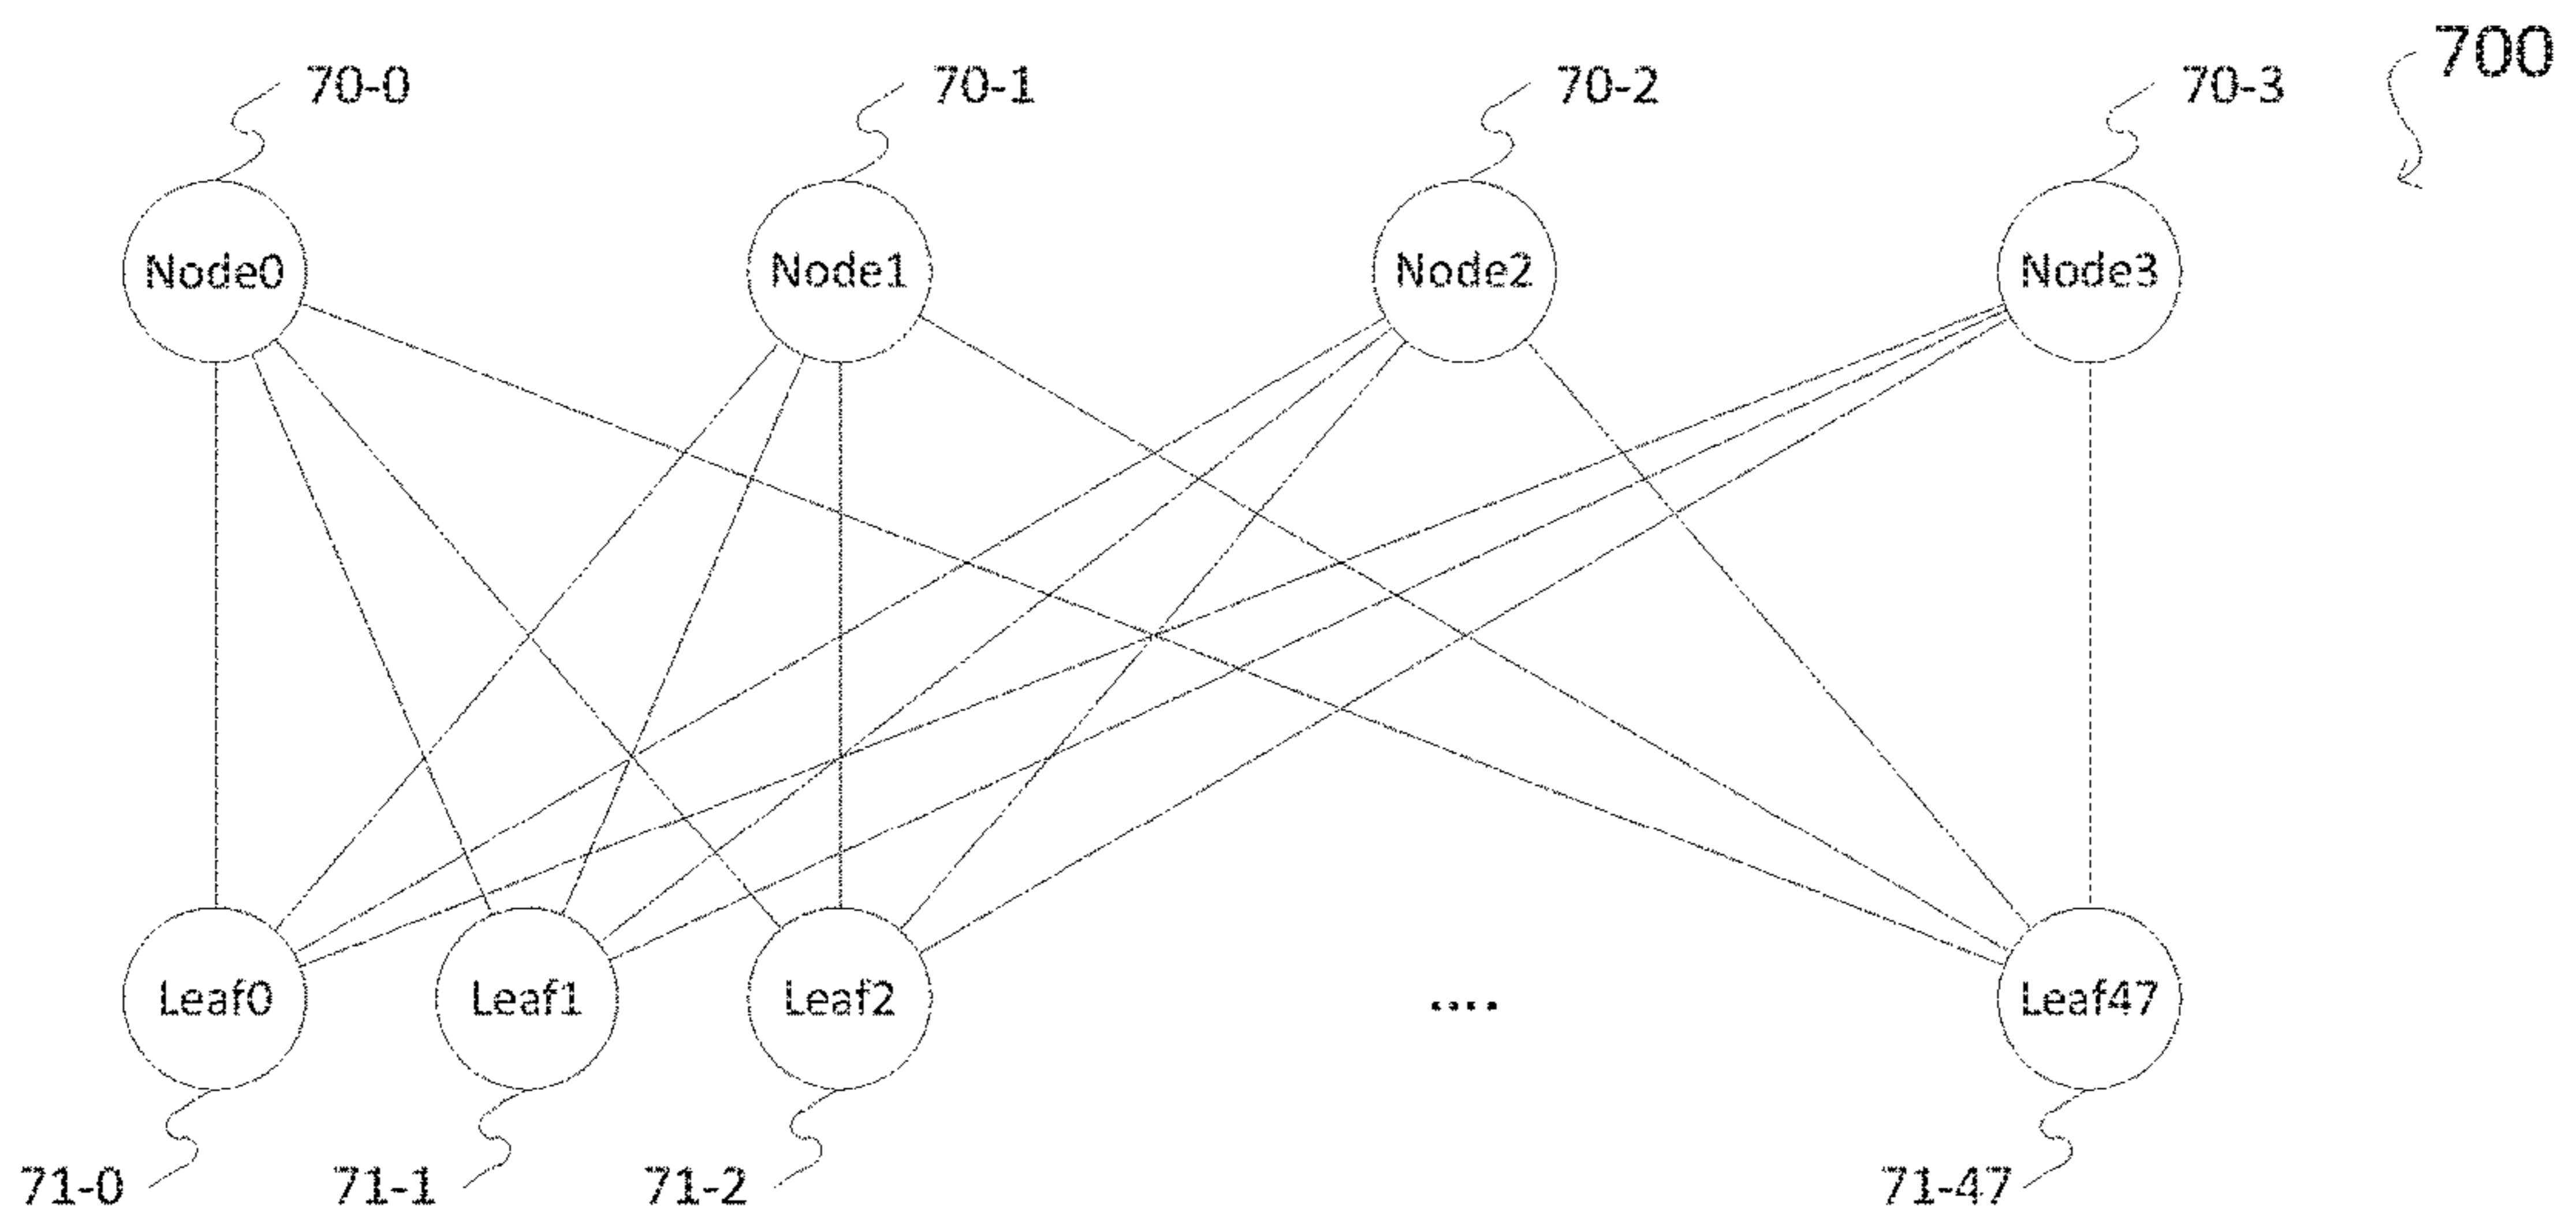 700
70-0
70-1
70-2
70-3
Node0
Node1
Node2
Node3
Leaf0
Leaf1
Leaf2
....
Leaf47
71-0
71-1
71-2
71-47